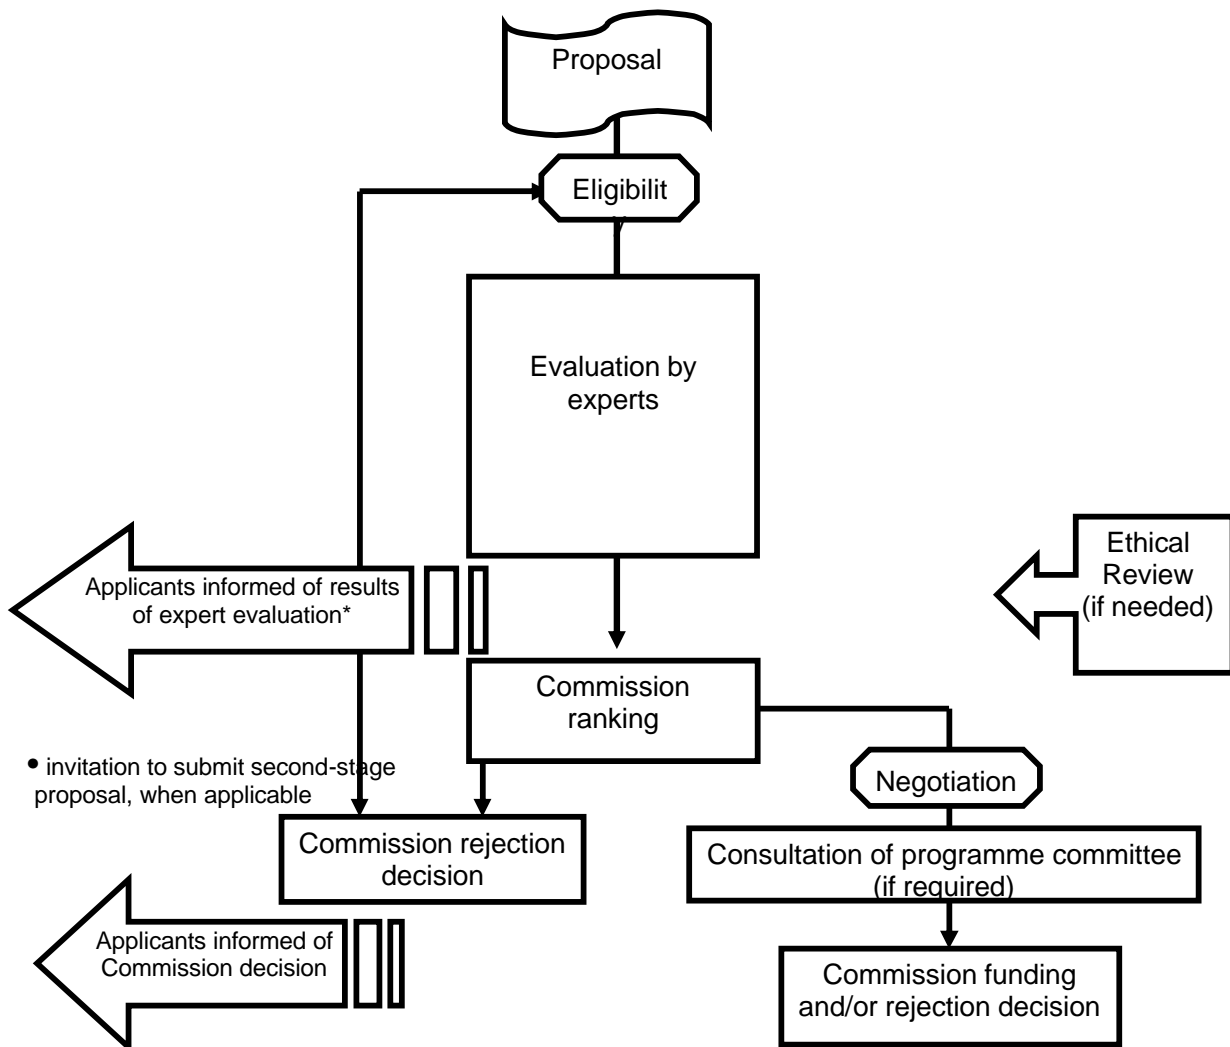 Proposal
Eligibilit
y
Evaluation by
experts
Ethical
Review
(if needed)
Applicants informed of results
of expert evaluation*
Commission
ranking
• invitation to submit second-stage
proposal, when applicable
Negotiation
Commission rejection
decision
Consultation of programme committee
(if required)
Applicants informed of
Commission decision
Commission funding
and/or rejection decision